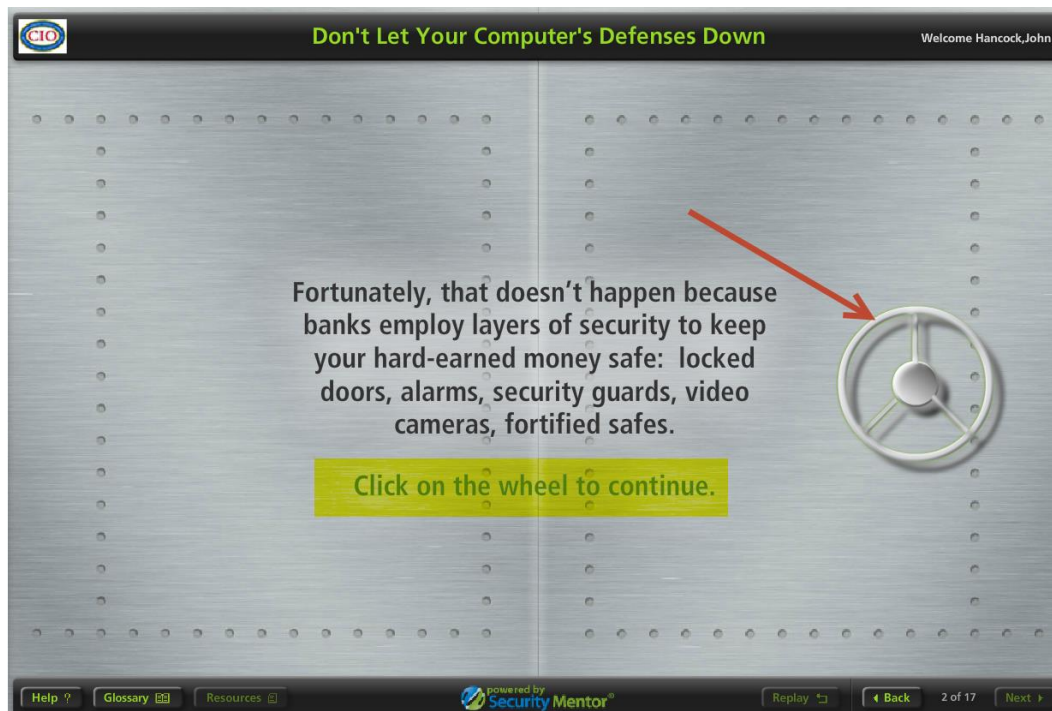 CIO
Don't Let Your Computer's Defenses Down
Welcome Hancock,John
Fortunately, that doesn't happen because
banks employ layers of security to keep
your hard-earned money safe: locked
doors, alarms, security guards, video
cameras, fortified safes.
Click on the wheel to continue.
Help ?
Glossary
Resources
powered by
Security Mentor®
Replay
Back
2 of 17
Next